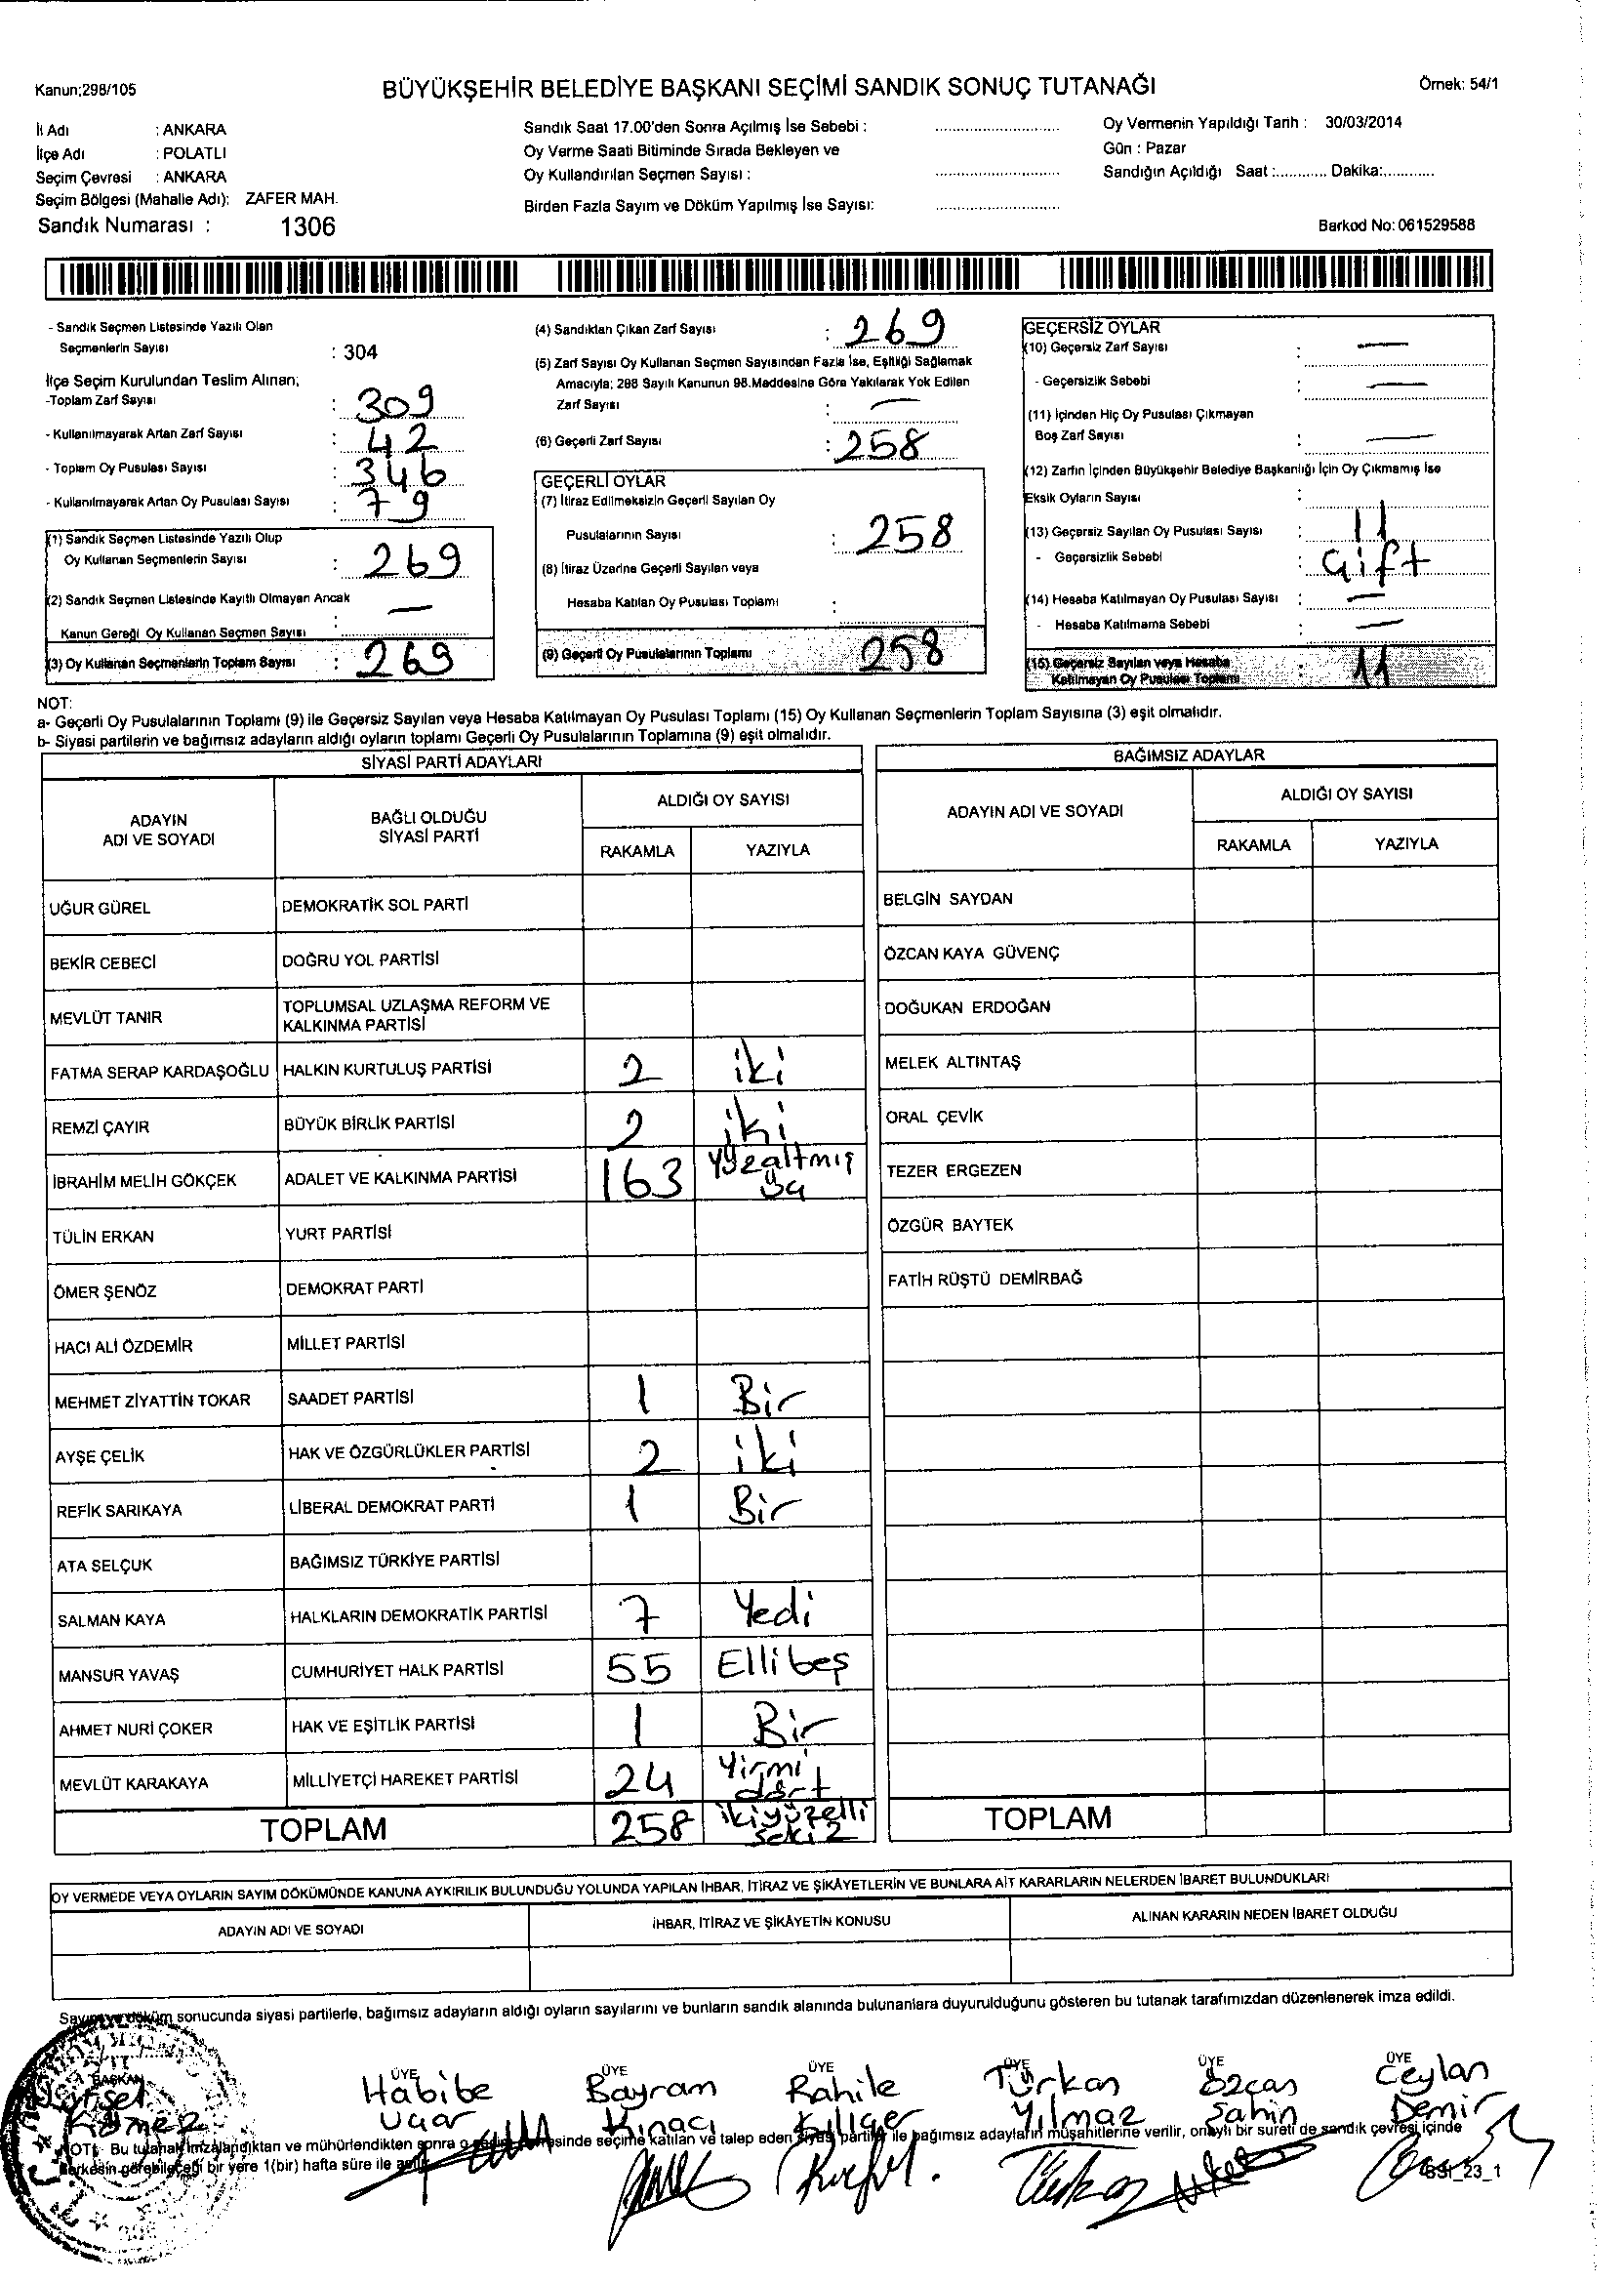 Kanun;298/105
BÜYÜKŞEHİR BELEDİYE BAŞKANI SEÇİMİ SANDIK SONUÇ TUTANAĞI
Örnek: 54/1
İl Adı : ANKARA
İlçe Adı : POLATLI
Seçim Çevresi : ANKARA
Seçim Bölgesi (Mahalle Adı): ZAFER MAH.
Sandık Numarası : 1306
Sandık Saat 17.00'den Sonra Açılmış İse Sebebi :
Oy Verme Saati Bitiminde Sırada Bekleyen ve
Oy Kullandırılan Seçmen Sayısı :
Birden Fazla Sayım ve Döküm Yapılmış İse Sayısı:
Oy Vermenin Yapıldığı Tarih : 30/03/2014
Gün : Pazar
Sandığın Açıldığı Saat :............ Dakika:............
Barkod No: 061529588
- Sandık Seçmen Listesinde Yazılı Olan
Seçmenlerin Sayısı : 304
İlçe Seçim Kurulundan Teslim Alınan;
-Toplam Zarf Sayısı : 309
- Kullanılmayarak Artan Zarf Sayısı : 42
- Toplam Oy Pusulası Sayısı : 346
- Kullanılmayarak Artan Oy Pusulası Sayısı : 79
(1) Sandık Seçmen Listesinde Yazılı Olup
Oy Kullanan Seçmenlerin Sayısı : 269
(2) Sandık Seçmen Listesinde Kayıtlı Olmayan Ancak
Kanun Gereği Oy Kullanan Seçmen Sayısı : —
(3) Oy Kullanan Seçmenlerin Toplam Sayısı : 269
(4) Sandıktan Çıkan Zarf Sayısı : 269
(5) Zarf Sayısı Oy Kullanan Seçmen Sayısından Fazla İse, Eşitliği Sağlamak
Amacıyla; 298 Sayılı Kanunun 98.Maddesine Göre Yakılarak Yok Edilen
Zarf Sayısı : —
(6) Geçerli Zarf Sayısı : 258
GEÇERLİ OYLAR
(7) İtiraz Edilmeksizin Geçerli Sayılan Oy
Pusulalarının Sayısı : 258
(8) İtiraz Üzerine Geçerli Sayılan veya
Hesaba Katılan Oy Pusulası Toplamı :
(9) Geçerli Oy Pusulalarının Toplamı 258
GEÇERSİZ OYLAR
(10) Geçersiz Zarf Sayısı : —
- Geçersizlik Sebebi : —
(11) İçinden Hiç Oy Pusulası Çıkmayan
Boş Zarf Sayısı : —
(12) Zarfın İçinden Büyükşehir Belediye Başkanlığı İçin Oy Çıkmamış İse
Eksik Oyların Sayısı :
(13) Geçersiz Sayılan Oy Pusulası Sayısı : 11
- Geçersizlik Sebebi : Gift
(14) Hesaba Katılmayan Oy Pusulası Sayısı : —
- Hesaba Katılmama Sebebi : —
(15) Geçersiz Sayılan veya Hesaba
Katılmayan Oy Pusulası Toplamı : 11
NOT:
a- Geçerli Oy Pusulalarının Toplamı (9) ile Geçersiz Sayılan veya Hesaba Katılmayan Oy Pusulası Toplamı (15) Oy Kullanan Seçmenlerin Toplam Sayısına (3) eşit olmalıdır.
b- Siyasi partilerin ve bağımsız adayların aldığı oyların toplamı Geçerli Oy Pusulalarının Toplamına (9) eşit olmalıdır.
SİYASİ PARTİ ADAYLARI
ADAYIN ADI VE SOYADI
BAĞLI OLDUĞU SİYASİ PARTİ
ALDIĞI OY SAYISI
RAKAMLA YAZIYLA
UĞUR GÜREL DEMOKRATİK SOL PARTİ
BEKİR CEBECİ DOĞRU YOL PARTİSİ
MEVLÜT TANIR TOPLUMSAL UZLAŞMA REFORM VE KALKINMA PARTİSİ
FATMA SERAP KARDAŞOĞLU HALKIN KURTULUŞ PARTİSİ 2 iki
REMZİ ÇAYIR BÜYÜK BİRLİK PARTİSİ 2 iki
İBRAHİM MELİH GÖKÇEK ADALET VE KALKINMA PARTİSİ 163 Yüzaltmış üç
TÜLİN ERKAN YURT PARTİSİ
ÖMER ŞENÖZ DEMOKRAT PARTİ
HACI ALİ ÖZDEMİR MİLLET PARTİSİ
MEHMET ZİYATTİN TOKAR SAADET PARTİSİ 1 Bir
AYŞE ÇELİK HAK VE ÖZGÜRLÜKLER PARTİSİ 2 iki
REFİK SARIKAYA LİBERAL DEMOKRAT PARTİ 1 Bir
ATA SELÇUK BAĞIMSIZ TÜRKİYE PARTİSİ
SALMAN KAYA HALKLARIN DEMOKRATİK PARTİSİ 7 Yedi
MANSUR YAVAŞ CUMHURİYET HALK PARTİSİ 55 Ellibeş
AHMET NURİ ÇOKER HAK VE EŞİTLİK PARTİSİ 1 Bir
MEVLÜT KARAKAYA MİLLİYETÇİ HAREKET PARTİSİ 24 Yirmi dört
TOPLAM 258 ikiyüzelli sekiz
BAĞIMSIZ ADAYLAR
ADAYIN ADI VE SOYADI
ALDIĞI OY SAYISI
RAKAMLA YAZIYLA
BELGİN SAYDAN
ÖZCAN KAYA GÜVENÇ
DOĞUKAN ERDOĞAN
MELEK ALTINTAŞ
ORAL ÇEVİK
TEZER ERGEZEN
ÖZGÜR BAYTEK
FATİH RÜŞTÜ DEMİRBAĞ
TOPLAM
OY VERMEDE VEYA OYLARIN SAYIM DÖKÜMÜNDE KANUNA AYKIRILIK BULUNDUĞU YOLUNDA YAPILAN İHBAR, İTİRAZ VE ŞİKÂYETLERİN VE BUNLARA AİT KARARLARIN NELERDEN İBARET BULUNDUKLARI
ADAYIN ADI VE SOYADI İHBAR, İTİRAZ VE ŞİKÂYETİN KONUSU ALINAN KARARIN NEDEN İBARET OLDUĞU
Sayım ve döküm sonucunda siyasi partilerle, bağımsız adayların aldığı oyların sayılarını ve bunların sandık alanında bulunanlara duyurulduğunu gösteren bu tutanak tarafımızdan düzenlenerek imza edildi.
BAŞKAN ÜYE ÜYE ÜYE ÜYE ÜYE ÜYE
Habibe Bayram Rahile Türkan Özcan Ceylan
Uçar Kınacı Kılıçer Yılmaz Şahin Demir
NOT: Bu tutanak imzalandıktan ve mühürlendikten sonra seçime katılan ve talep eden siyasi partiler ile bağımsız adayların müşahitlerine verilir, onaylı bir sureti de sandık çevresi içinde
herkesin görebileceği bir yere 1(bir) hafta süre ile asılır.
SSI_23_1